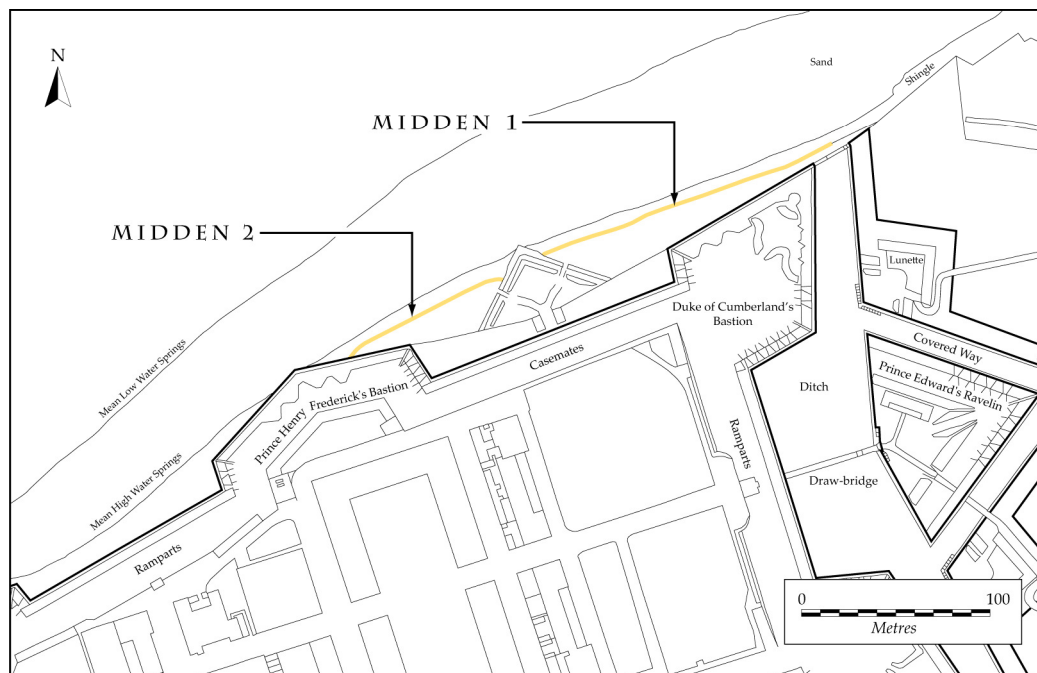 N
Sand
Shingle
MIDDEN 1
MIDDEN 2
Lunette
Duke of Cumberland's
Bastion
Covered Way
Casemates
Prince Edward's Ravelin
Mean Low Water Springs
Ditch
Prince Henry Frederick's Bastion
Ramparts
Draw-bridge
Mean High Water Springs
Ramparts
0 100
Metres